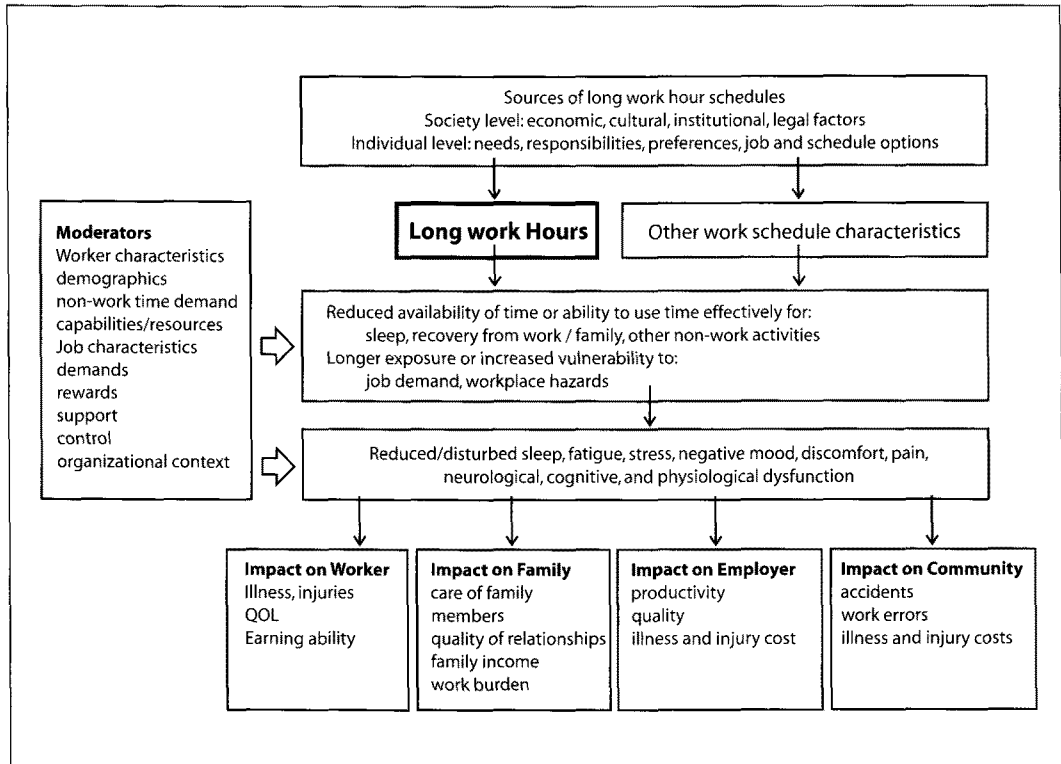 Sources of long work hour schedules
Society level: economic, cultural, institutional, legal factors
Individual level: needs, responsibilities, preferences, job and schedule options
Long work Hours
Other work schedule characteristics
Moderators
Worker characteristics
demographics
non-work time demand
capabilities/resources
Job characteristics
demands
rewards
support
control
organizational context
Reduced availability of time or ability to use time effectively for:
sleep, recovery from work / family, other non-work activities
Longer exposure or increased vulnerability to:
job demand, workplace hazards
Reduced/disturbed sleep, fatigue, stress, negative mood, discomfort, pain,
neurological, cognitive, and physiological dysfunction
Impact on Worker
Illness, injuries
QOL
Earning ability
Impact on Family
care of family
members
quality of relationships
family income
work burden
Impact on Employer
productivity
quality
illness and injury cost
Impact on Community
accidents
work errors
illness and injury costs